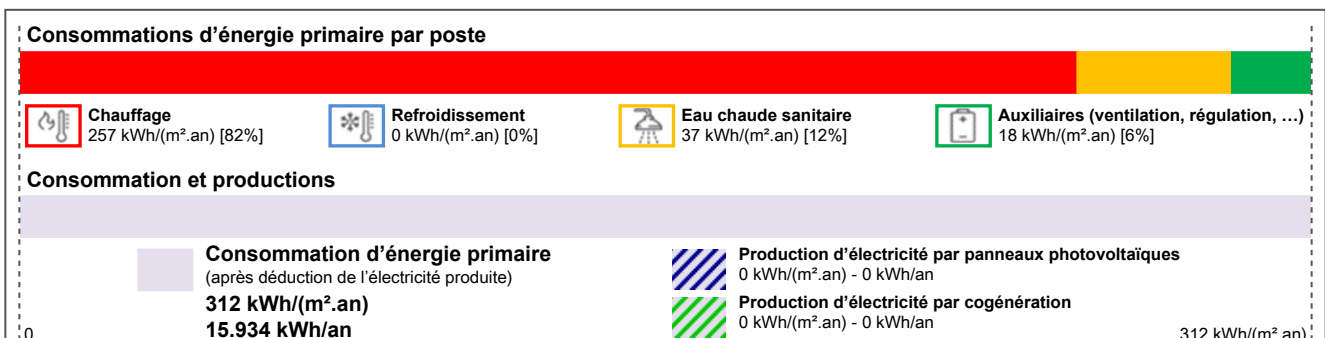 Consommations d'énergie primaire par poste
Chauffage
257 kWh/(m².an) [82%]
Refroidissement
0 kWh/(m².an) [0%]
Eau chaude sanitaire
37 kWh/(m².an) [12%]
Auxiliaires (ventilation, régulation, …)
18 kWh/(m².an) [6%]
Consommation et productions
Consommation d'énergie primaire
(après déduction de l'électricité produite)
312 kWh/(m².an)
15.934 kWh/an
Production d'électricité par panneaux photovoltaïques
0 kWh/(m².an) - 0 kWh/an
Production d'électricité par cogénération
0 kWh/(m².an) - 0 kWh/an
0
312 kWh/(m².an)